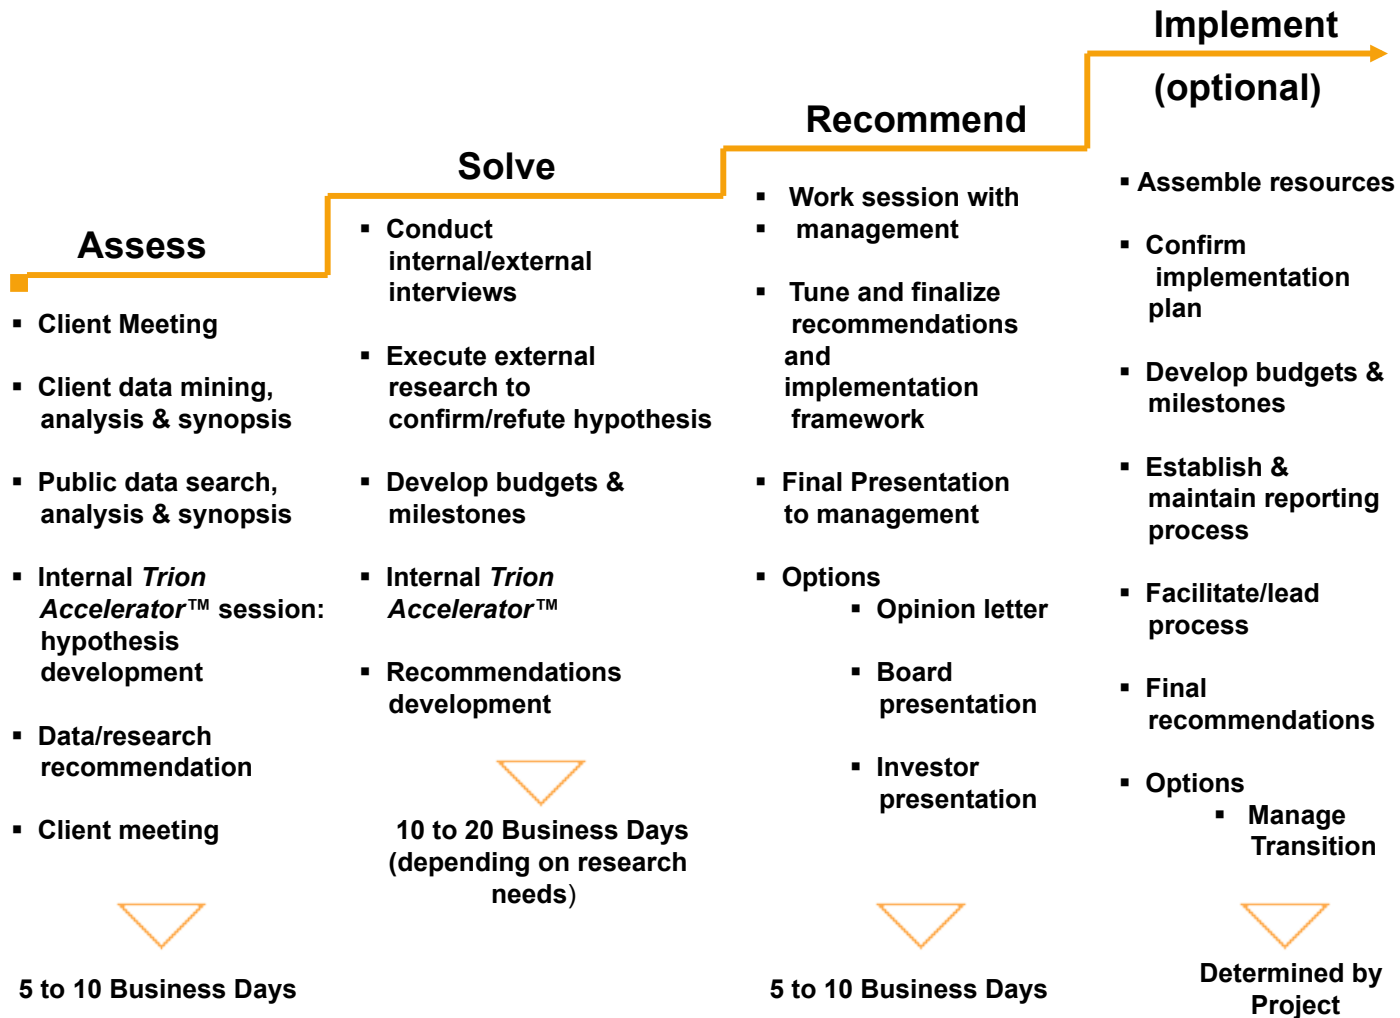 Assess
▪ Client Meeting
▪ Client data mining,
analysis & synopsis
▪ Public data search,
analysis & synopsis
▪ Internal Trion
Accelerator™ session:
hypothesis
development
▪ Data/research
recommendation
▪ Client meeting
5 to 10 Business Days
Solve
▪ Conduct
internal/external
interviews
▪ Execute external
research to
confirm/refute hypothesis
▪ Develop budgets &
milestones
▪ Internal Trion
Accelerator™
▪ Recommendations
development
10 to 20 Business Days
(depending on research
needs)
Recommend
▪ Work session with
▪ management
▪ Tune and finalize
recommendations
and
implementation
framework
▪ Final Presentation
to management
▪ Options
▪ Opinion letter
▪ Board
presentation
▪ Investor
presentation
5 to 10 Business Days
Implement
(optional)
▪ Assemble resources
▪ Confirm
implementation
plan
▪ Develop budgets &
milestones
▪ Establish &
maintain reporting
process
▪ Facilitate/lead
process
▪ Final
recommendations
▪ Options
▪ Manage
Transition
Determined by
Project